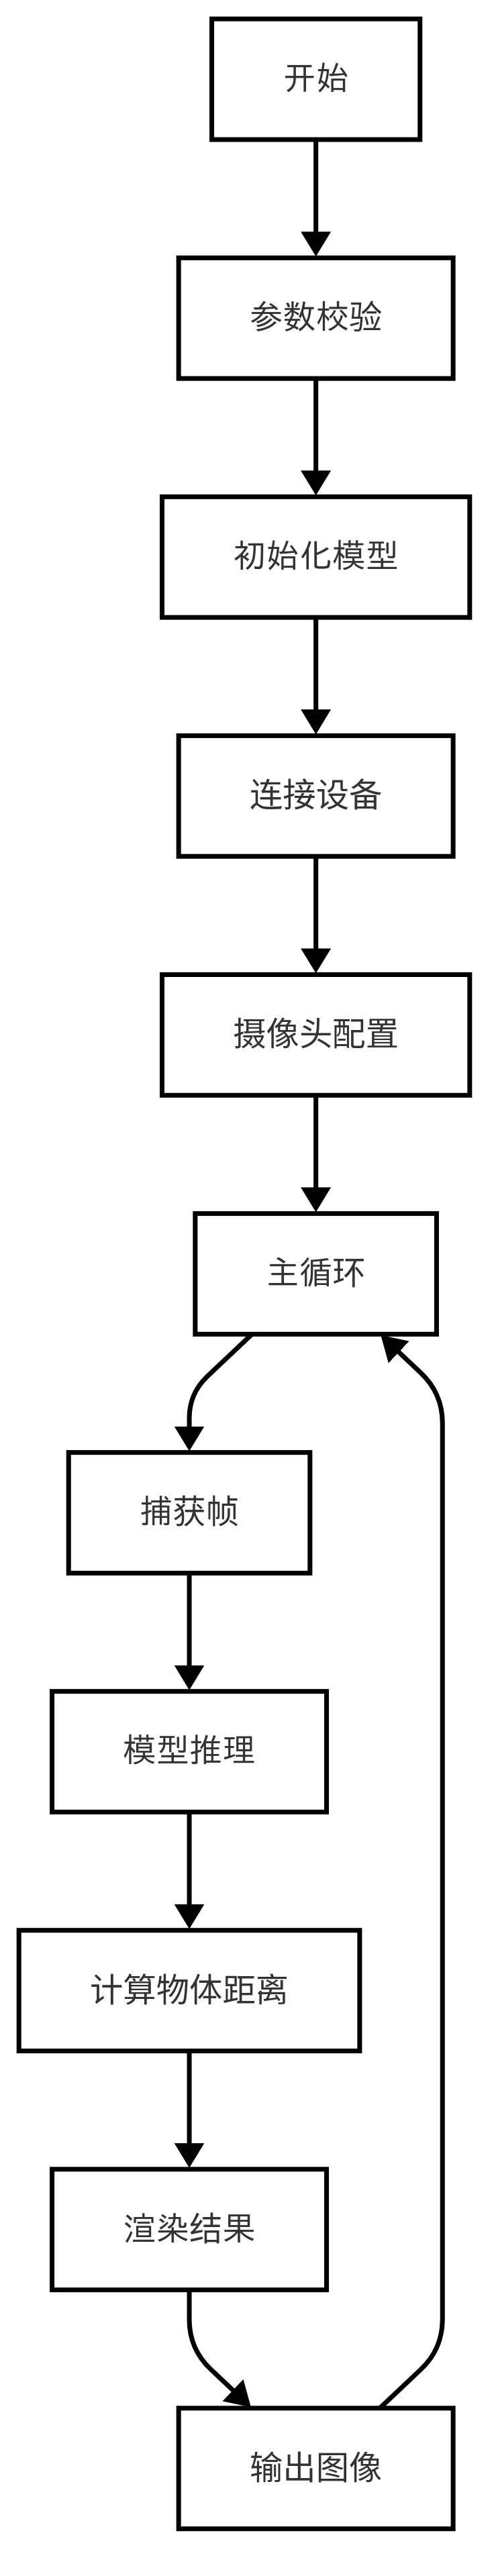 开始
参数校验
初始化模型
连接设备
摄像头配置
主循环
捕获帧
模型推理
计算物体距离
渲染结果
输出图像